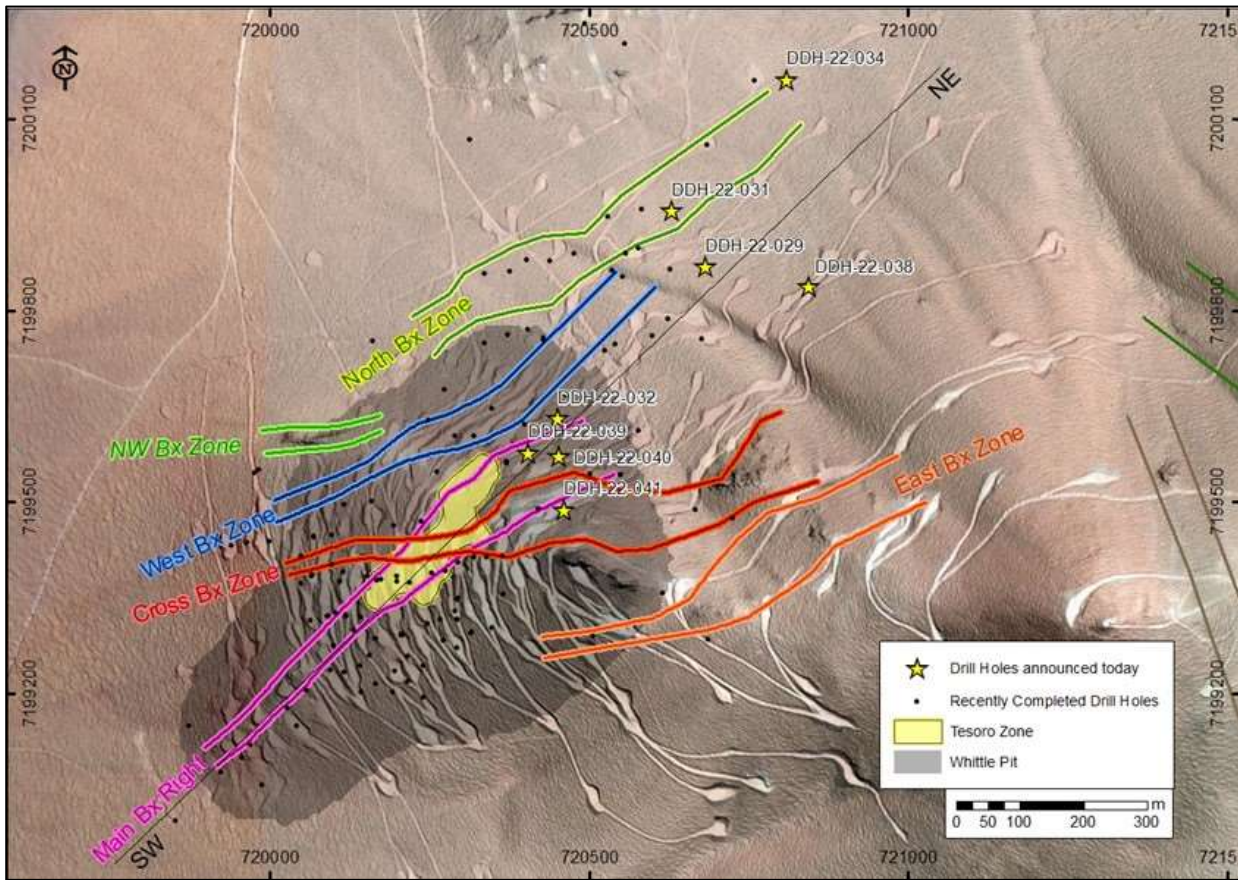 720000
720500
721000
7215
N
DDH-22-034
NE
7200100
7200100
DDH-22-031
DDH-22-029
DDH-22-038
7199800
7199800
North Bx Zone
DDH-22-032
NW Bx Zone
DDH-22-039
DDH-22-040
East Bx Zone
DDH-22-041
7199500
7199500
West Bx Zone
Cross Bx Zone
Drill Holes announced today
Recently Completed Drill Holes
Tesoro Zone
Whittle Pit
7199200
7199200
Main Bx Right
SW
m
0 50 100 200 300
720000
720500
721000
7215